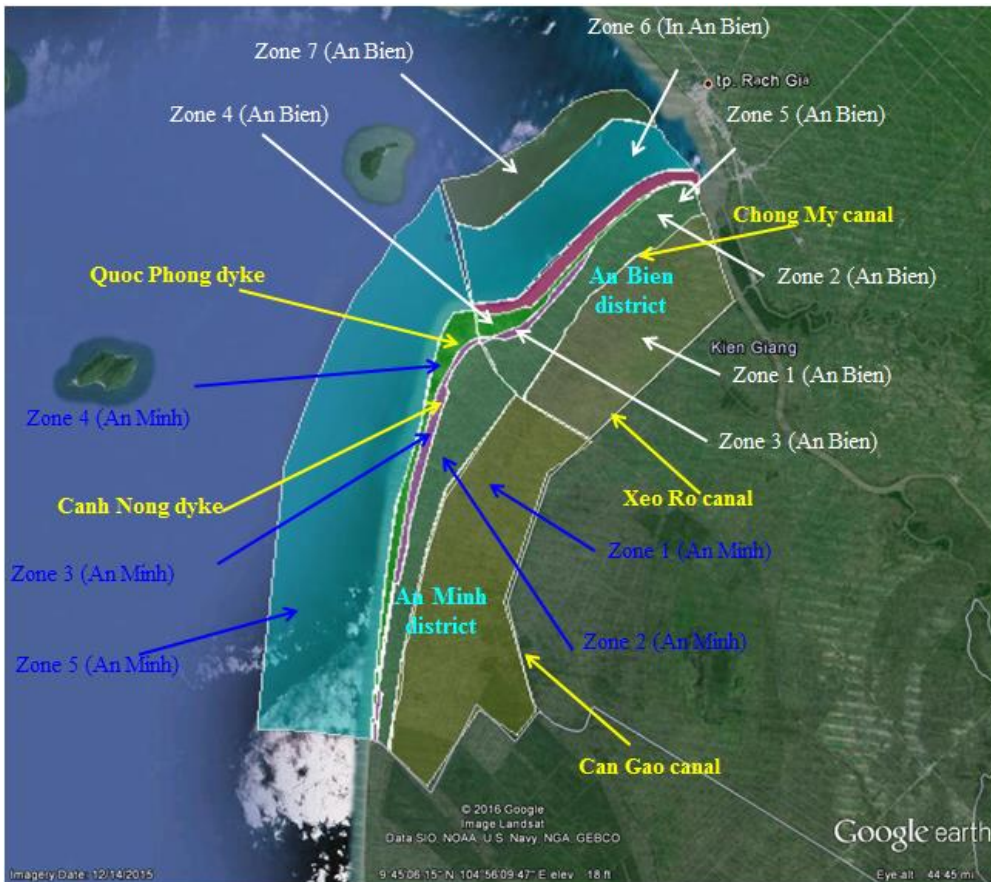 Zone 6 (In An Bien)
Zone 7 (An Bien)
tp. Rạch Giá
Zone 4 (An Bien)
Zone 5 (An Bien)
Chong My canal
Quoc Phong dyke
An Bien
district
Zone 2 (An Bien)
Kien Giang
Zone 1 (An Bien)
Zone 4 (An Minh)
Zone 3 (An Bien)
Canh Nong dyke
Xeo Ro canal
Zone 1 (An Minh)
Zone 3 (An Minh)
An Minh
district
Zone 2 (An Minh)
Zone 5 (An Minh)
Can Gao canal
© 2016 Google
Image Landsat
Data SIO, NOAA, U.S. Navy, NGA, GEBCO
Google earth
Imagery Date: 12/14/2015
9°45'06.15" N 104°56'09.47" E elev 18 ft
Eye alt 44.45 mi